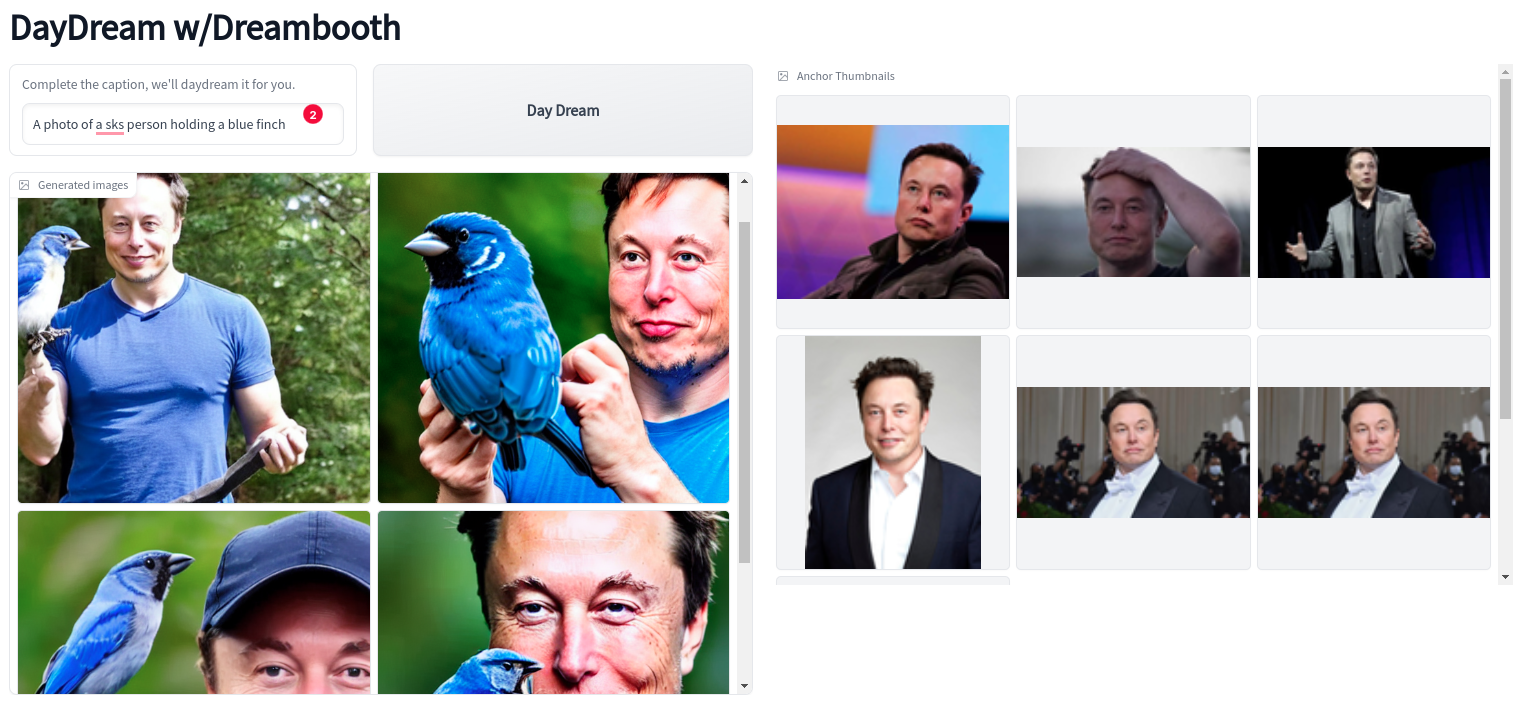 DayDream w/Dreambooth
Complete the caption, we'll daydream it for you.
A photo of a sks person holding a blue finch
2
Day Dream
Generated images
Anchor Thumbnails